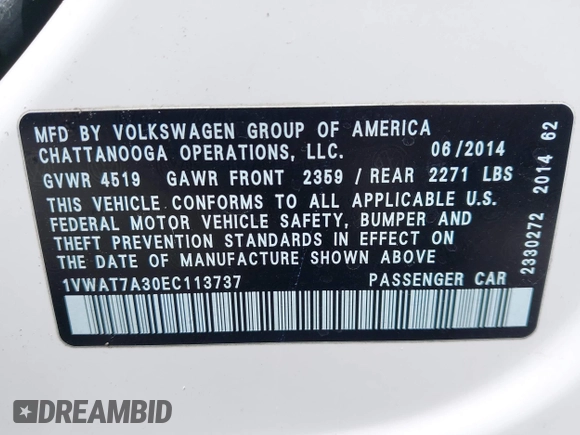 MFD BY VOLKSWAGEN GROUP OF AMERICA
CHATTANOOGA OPERATIONS, LLC. 06/2014
GVWR 4519 GAWR FRONT 2359 / REAR 2271 LBS
THIS VEHICLE CONFORMS TO ALL APPLICABLE U.S.
FEDERAL MOTOR VEHICLE SAFETY, BUMPER AND
THEFT PREVENTION STANDARDS IN EFFECT ON
THE DATE OF MANUFACTURE SHOWN ABOVE
1VWAT7A30EC113737 PASSENGER CAR
2330272 2014 62
DREAMBID